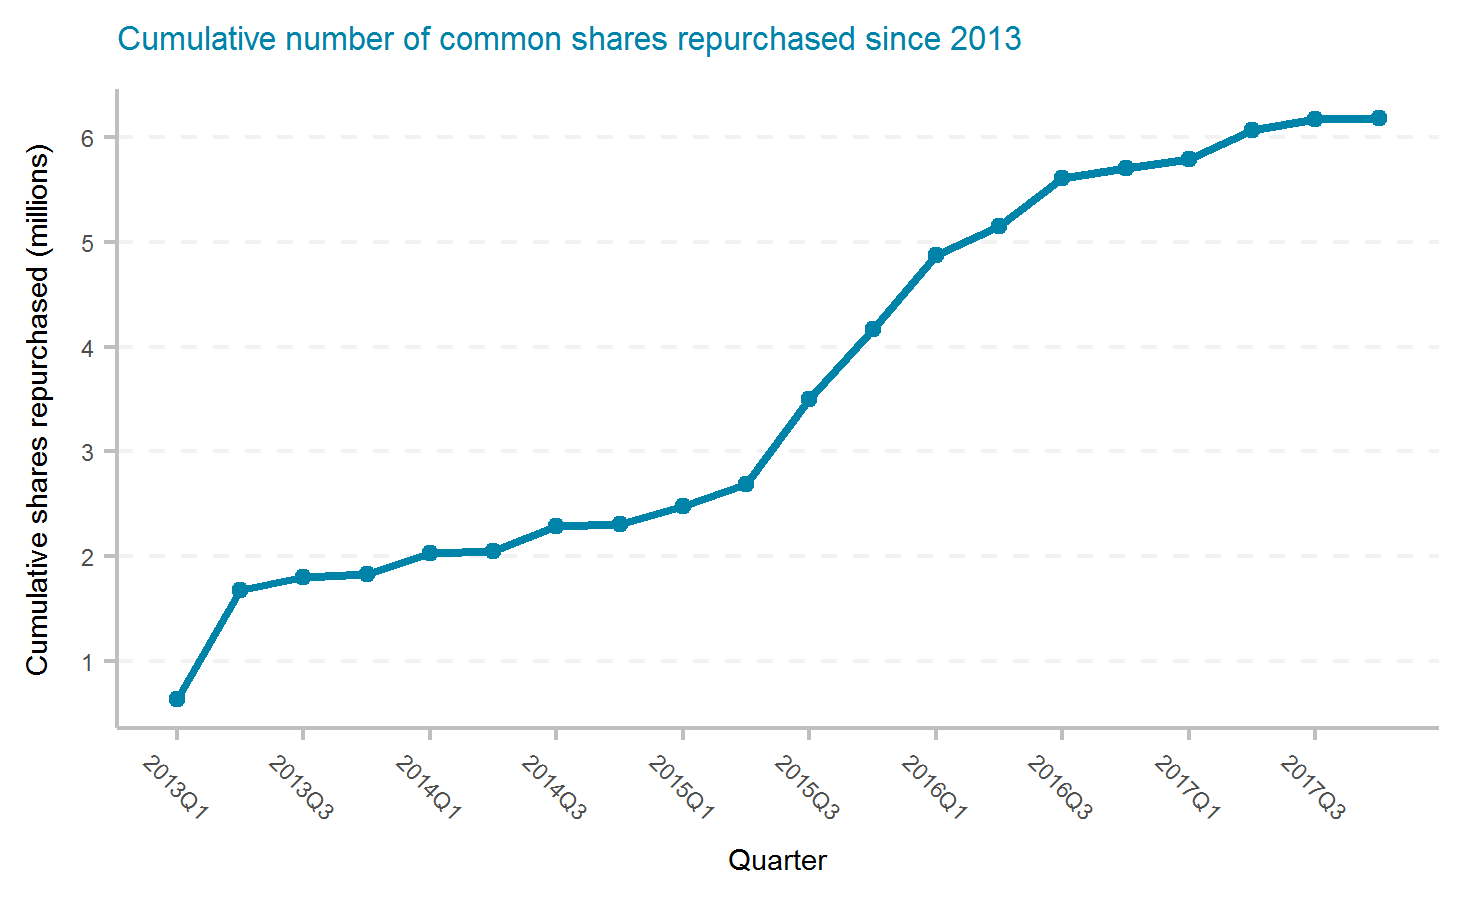 Cumulative number of common shares repurchased since 2013
Cumulative shares repurchased (millions)
6
5
4
3
2
1
2013Q1
2013Q3
2014Q1
2014Q3
2015Q1
2015Q3
2016Q1
2016Q3
2017Q1
2017Q3
Quarter